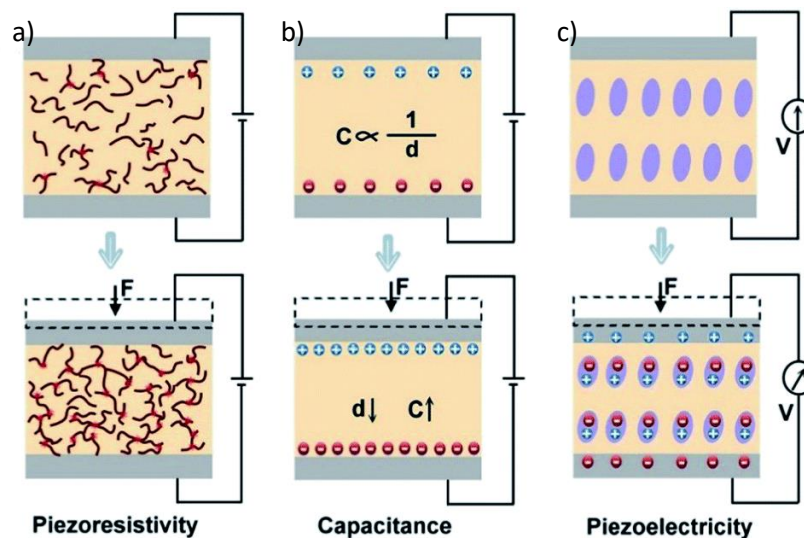 a)
b)
c)
C ∝ 1/d
V
F
F
F
d↓ C↑
V
Piezoresistivity
Capacitance
Piezoelectricity